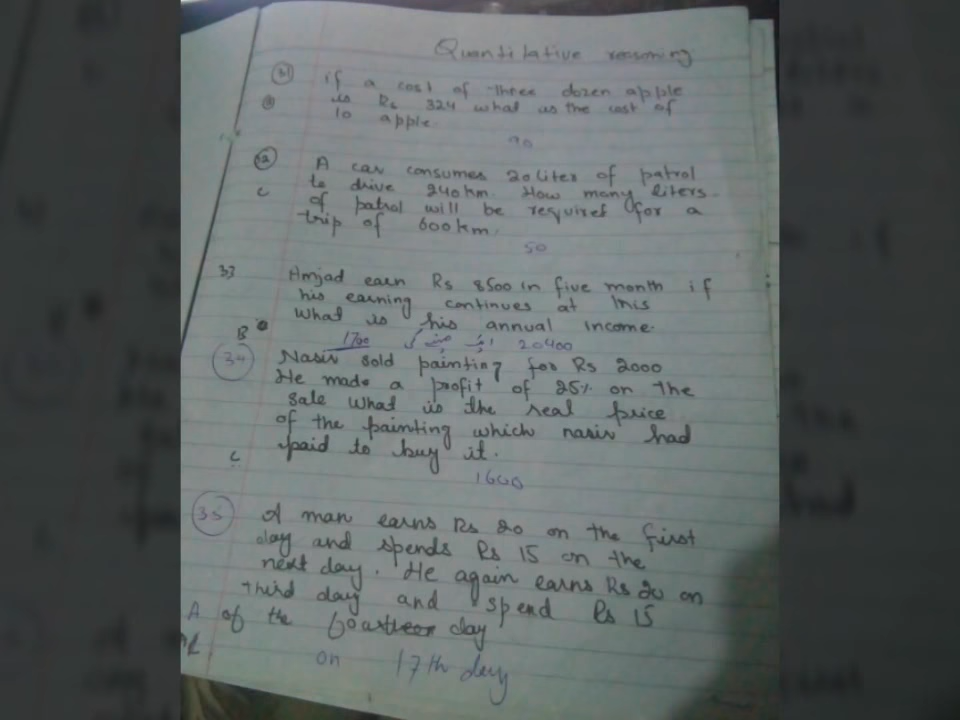 Quantilative reasoning
31 if a cost of three dozen apple
is Rs 324 what as the cost of
10 apple.
90
32 A car consumes 20 liter of patrol
C to drive 240 km. How many liters
of patrol will be required for a
trip of 600 km.
50
33 Amjad earn Rs 8500 in five month if
his earning continues at this
What is his annual income.
B
1700 20400
34 Nasir sold painting for Rs 2000
He made a profit of 25% on the
sale what is the real price
of the painting which nasir had
C paid to buy it.
1600
35 A man earns Rs 20 on the first
day and spends Rs 15 on the
next day. He again earns Rs 20 on
third day and spend Rs 15
A of the day
on 17th day